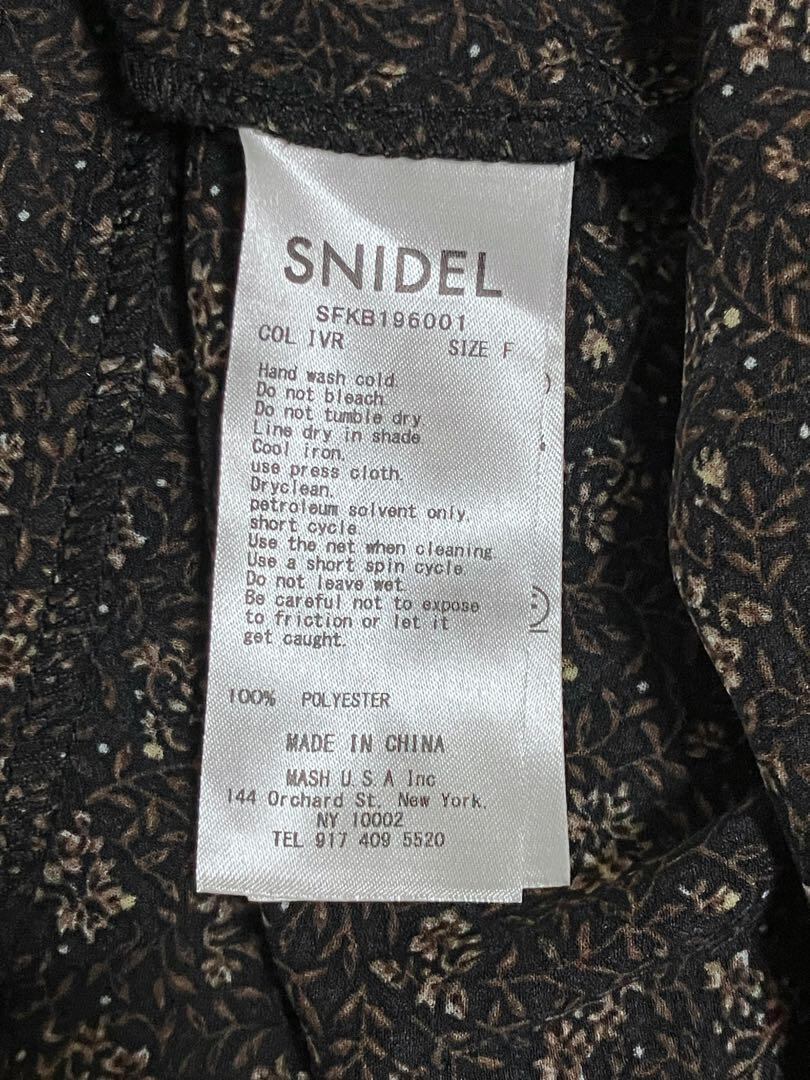 SNIDEL
SFKB196001
COL IVR SIZE F
Hand wash cold.
Do not bleach.
Do not tumble dry
Line dry in shade.
Cool iron.
use press cloth.
Dryclean.
petroleum solvent only.
short cycle.
Use the net when cleaning.
Use a short spin cycle.
Do not leave wet.
Be careful not to expose
to friction or let it
get caught.
100% POLYESTER
MADE IN CHINA
MASH U.S.A Inc
144 Orchard St. New York.
NY 10002
TEL 917 409 5520